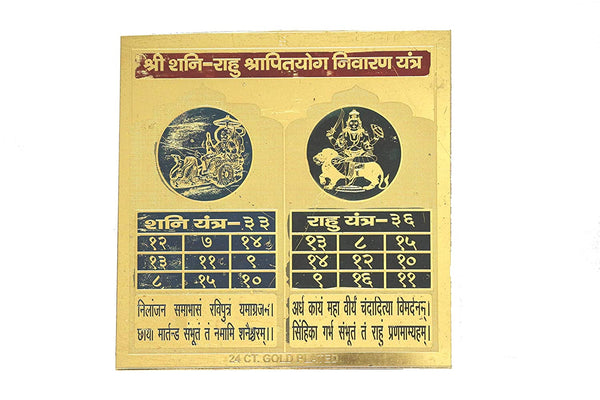 श्री शनि-राहु श्रापितयोग निवारण यंत्र
शनि यंत्र-३३
१२ ७ १४
१३ ११ ९
८ १५ १०
निलांजन समाभासं रविपुत्रं यमाग्रजनं।
छाया मार्तन्ड संभूतं तं नमामि शनैश्चरम्।।
राहु यंत्र-३६
१३ ८ १५
१४ १२ १०
९ १६ ११
अर्ध कायं महा वीर्यं चंदादित्या विमर्दनम्।
सिंहिका गर्भ संभूतं तं राहुं प्रणमाम्यहम्।
24 CT. GOLD PLATED